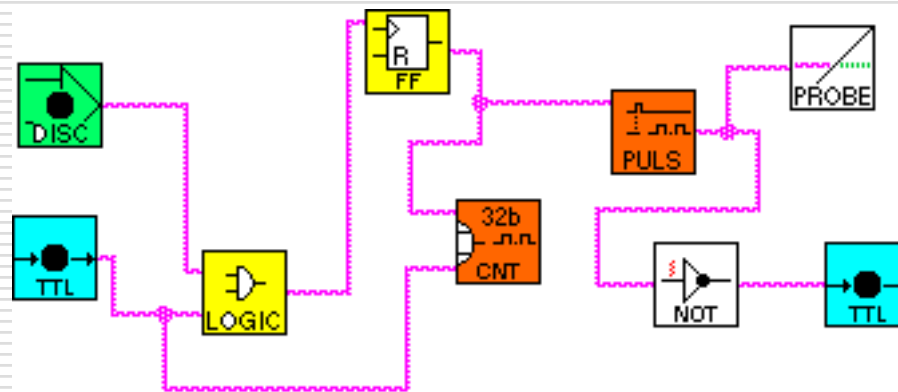 R
FF
DISC
PROBE
PULS
32b
CNT
TTL
LOGIC
NOT
TTL